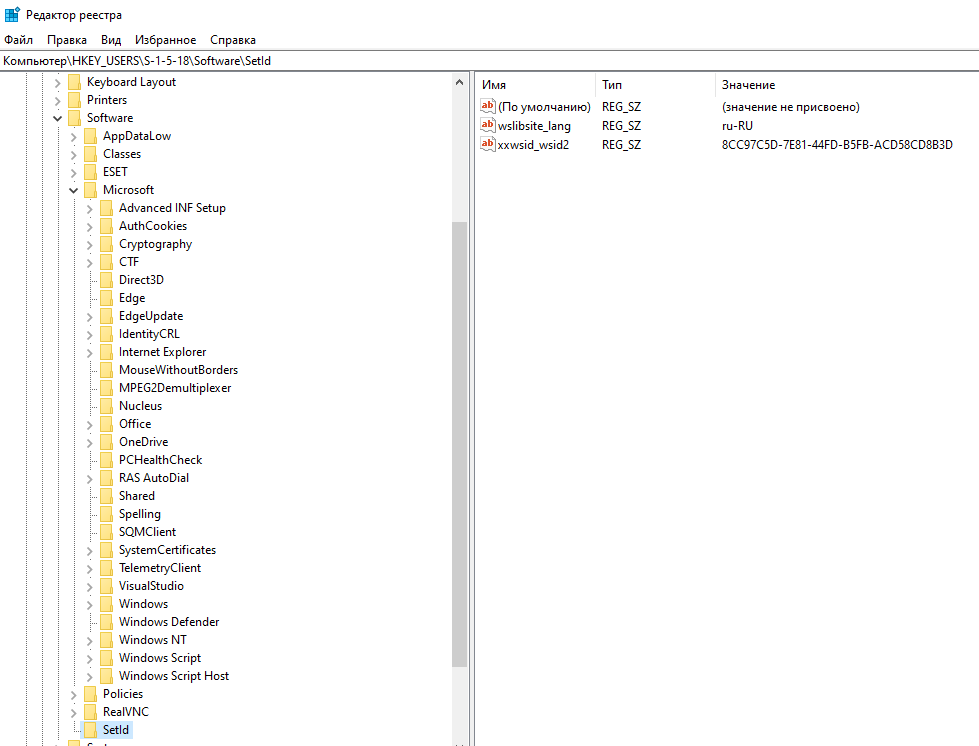 Редактор реестра
Файл Правка Вид Избранное Справка
Компьютер\HKEY_USERS\S-1-5-18\Software\SetId
Keyboard Layout
Printers
Software
AppDataLow
Classes
ESET
Microsoft
Advanced INF Setup
AuthCookies
Cryptography
CTF
Direct3D
Edge
EdgeUpdate
IdentityCRL
Internet Explorer
MouseWithoutBorders
MPEG2Demultiplexer
Nucleus
Office
OneDrive
PCHealthCheck
RAS AutoDial
Shared
Spelling
SQMClient
SystemCertificates
TelemetryClient
VisualStudio
Windows
Windows Defender
Windows NT
Windows Script
Windows Script Host
Policies
RealVNC
SetId
Имя Тип Значение
(По умолчанию) REG_SZ (значение не присвоено)
wslibsite_lang REG_SZ ru-RU
xxwsid_wsid2 REG_SZ 8CC97C5D-7E81-44FD-B5FB-ACD58CD8B3D